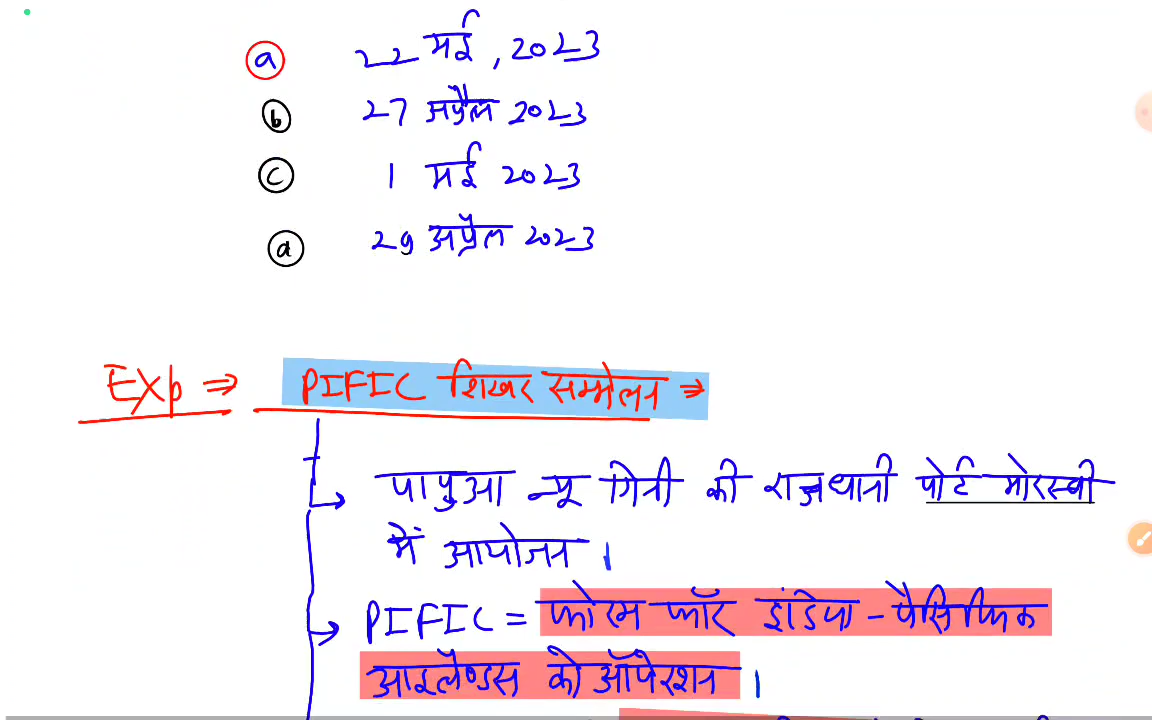 a 22 मई, 2023
b 27 अप्रैल 2023
c 1 मई 2023
d 29 अप्रैल 2023
Exp ⇒ PIFIC शिखर सम्मेलन ⇒
पापुआ न्यू गिनी की राजधानी पोर्ट मोरस्बी
में आयोजन।
PIFIC = फोरम फॉर इंडिया - पैसिफिक
आइलैण्डस कोऑपरेशन।